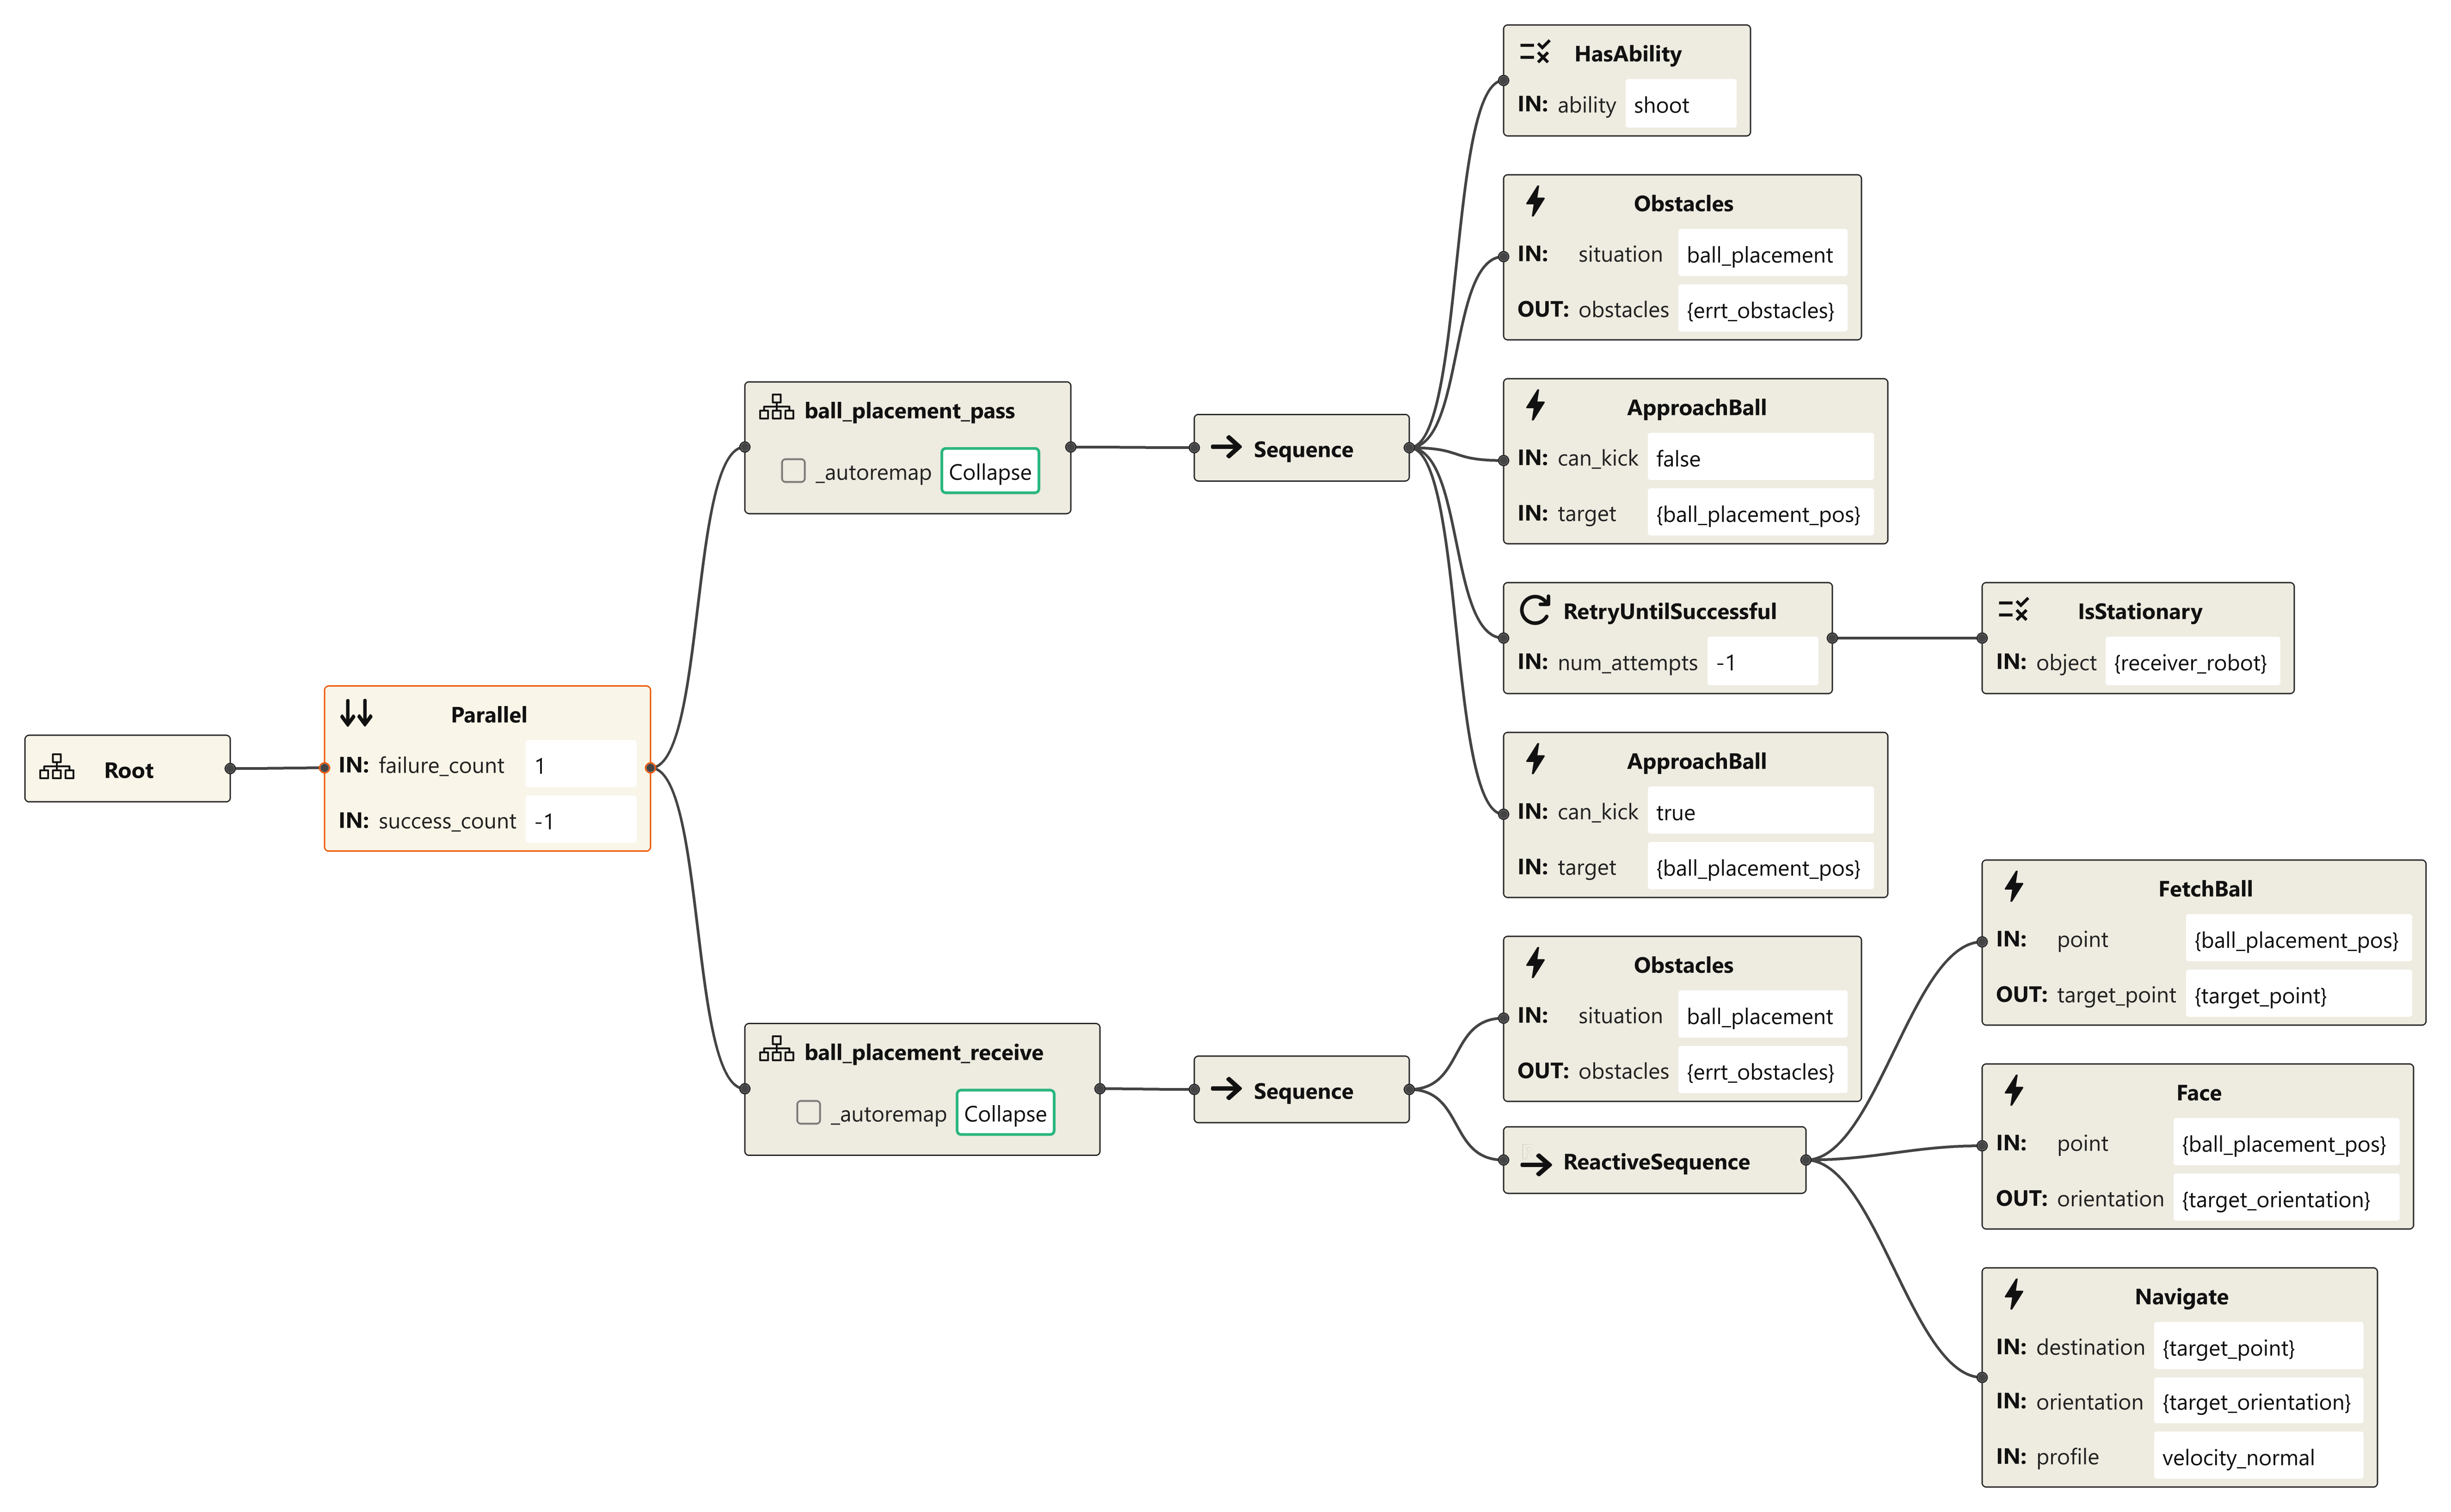 Root
Parallel
IN: failure_count 1
IN: success_count -1
ball_placement_pass
_autoremap Collapse
Sequence
HasAbility
IN: ability shoot
Obstacles
IN: situation ball_placement
OUT: obstacles {errt_obstacles}
ApproachBall
IN: can_kick false
IN: target {ball_placement_pos}
RetryUntilSuccessful
IN: num_attempts -1
IsStationary
IN: object {receiver_robot}
ApproachBall
IN: can_kick true
IN: target {ball_placement_pos}
ball_placement_receive
_autoremap Collapse
Sequence
Obstacles
IN: situation ball_placement
OUT: obstacles {errt_obstacles}
ReactiveSequence
FetchBall
IN: point {ball_placement_pos}
OUT: target_point {target_point}
Face
IN: point {ball_placement_pos}
OUT: orientation {target_orientation}
Navigate
IN: destination {target_point}
IN: orientation {target_orientation}
IN: profile velocity_normal